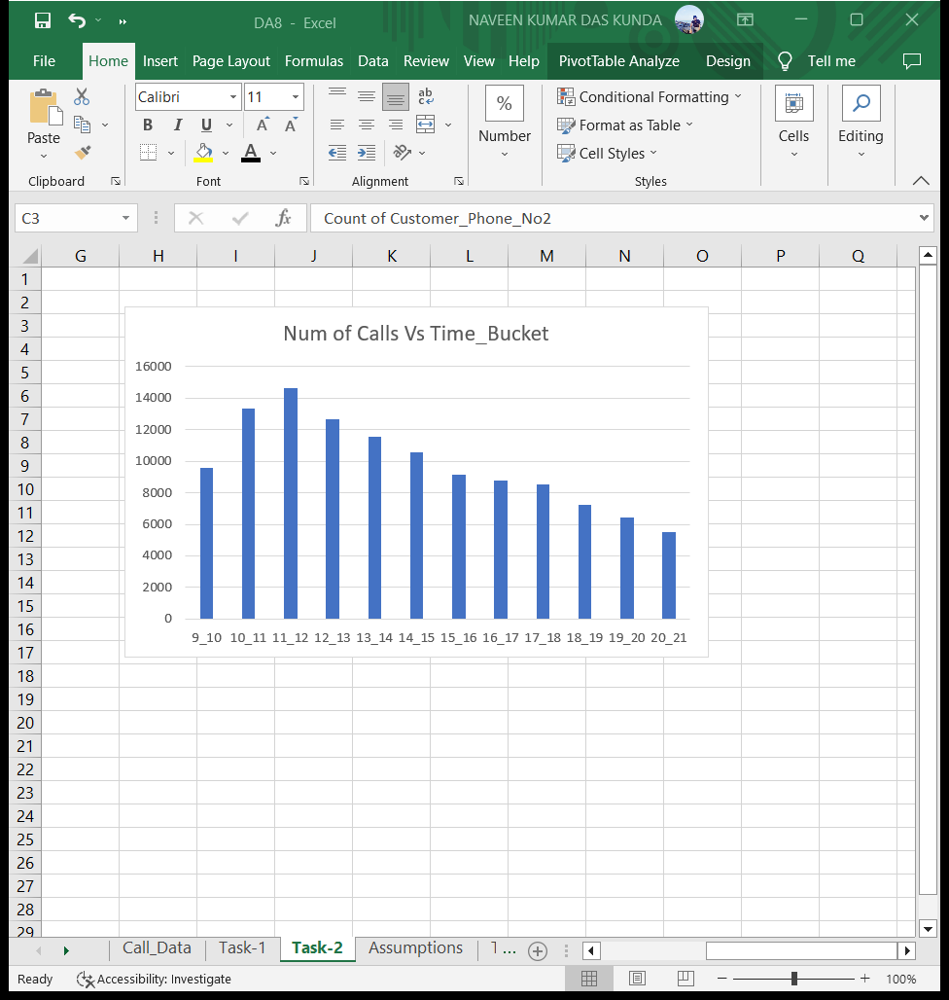 DA8 - Excel
NAVEEN KUMAR DAS KUNDA
File Home Insert Page Layout Formulas Data Review View Help PivotTable Analyze Design Tell me
Calibri 11
Paste
B I U A A
ab
c
%
Number
Conditional Formatting
Format as Table
Cell Styles
Cells
Editing
Clipboard Font Alignment Styles
C3 fx Count of Customer_Phone_No2
G H I J K L M N O P Q
1
2
3
4
5
6
7
8
9
10
11
12
13
14
15
16
17
18
19
20
21
22
23
24
25
26
27
28
29
Num of Calls Vs Time_Bucket
16000
14000
12000
10000
8000
6000
4000
2000
0
9_10 10_11 11_12 12_13 13_14 14_15 15_16 16_17 17_18 18_19 19_20 20_21
Call_Data Task-1 Task-2 Assumptions T ...
Ready Accessibility: Investigate 100%